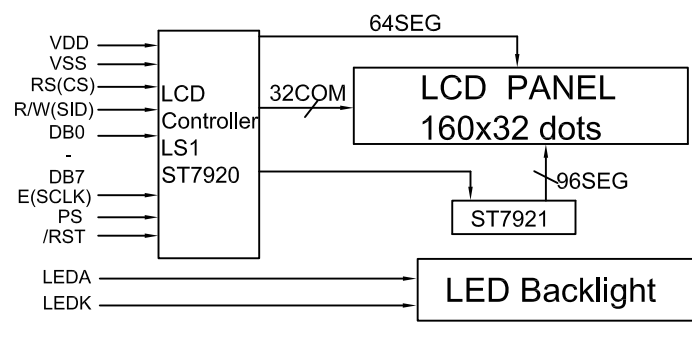 64SEG
VDD
VSS
RS(CS)
R/W(SID)
DB0
-
DB7
E(SCLK)
PS
/RST
LCD
Controller
LS1
ST7920
32COM
LCD PANEL
160x32 dots
96SEG
ST7921
LEDA
LEDK
LED Backlight